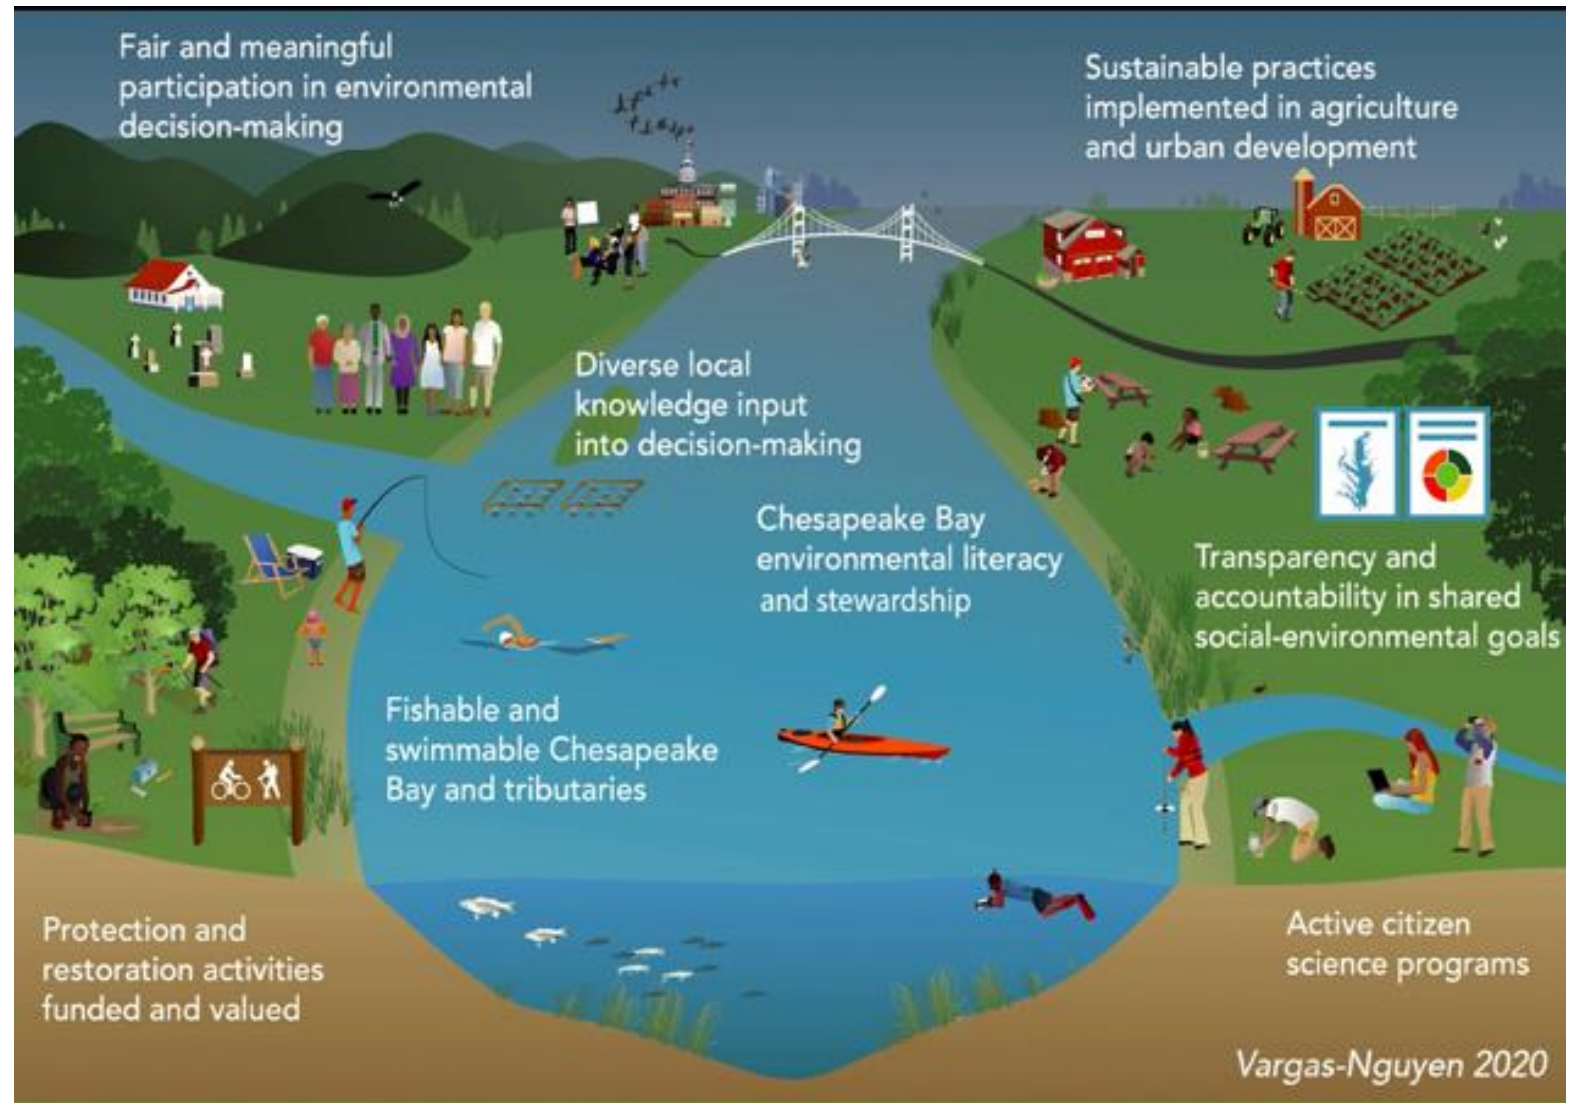 Fair and meaningful
participation in environmental
decision-making
Sustainable practices
implemented in agriculture
and urban development
Diverse local
knowledge input
into decision-making
Chesapeake Bay
environmental literacy
and stewardship
Transparency and
accountability in shared
social-environmental goals
Fishable and
swimmable Chesapeake
Bay and tributaries
Protection and
restoration activities
funded and valued
Active citizen
science programs
Vargas-Nguyen 2020